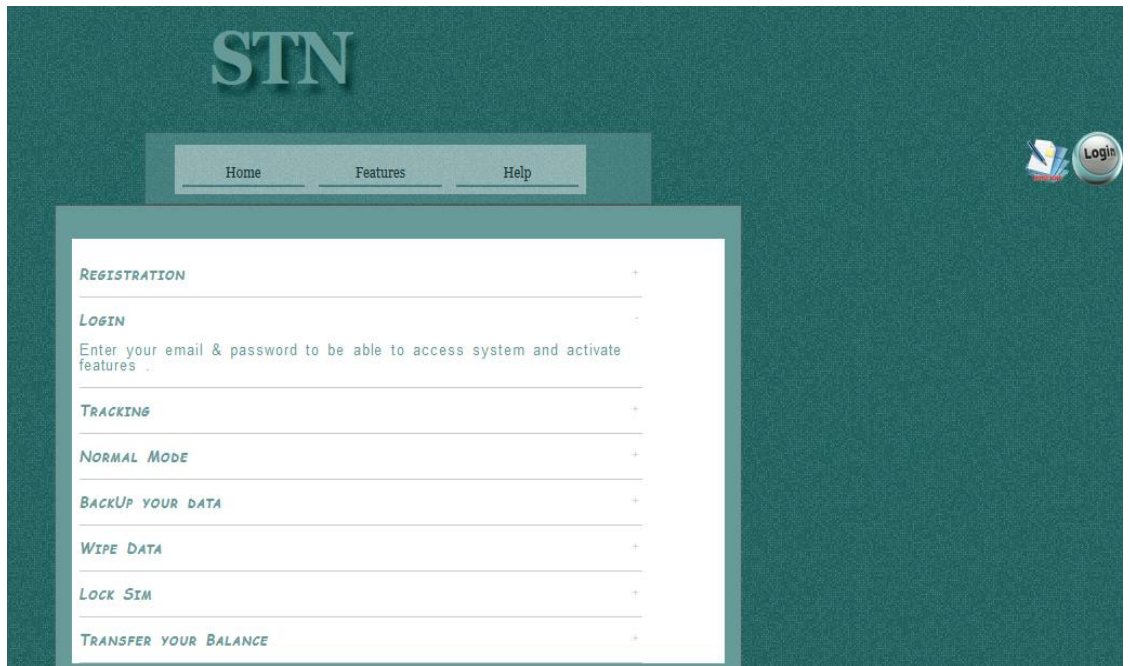 STN
Home Features Help
Login
REGISTRATION +
LOGIN -
Enter your email & password to be able to access system and activate
features .
TRACKING +
NORMAL MODE +
BACKUP YOUR DATA +
WIPE DATA +
LOCK SIM +
TRANSFER YOUR BALANCE +